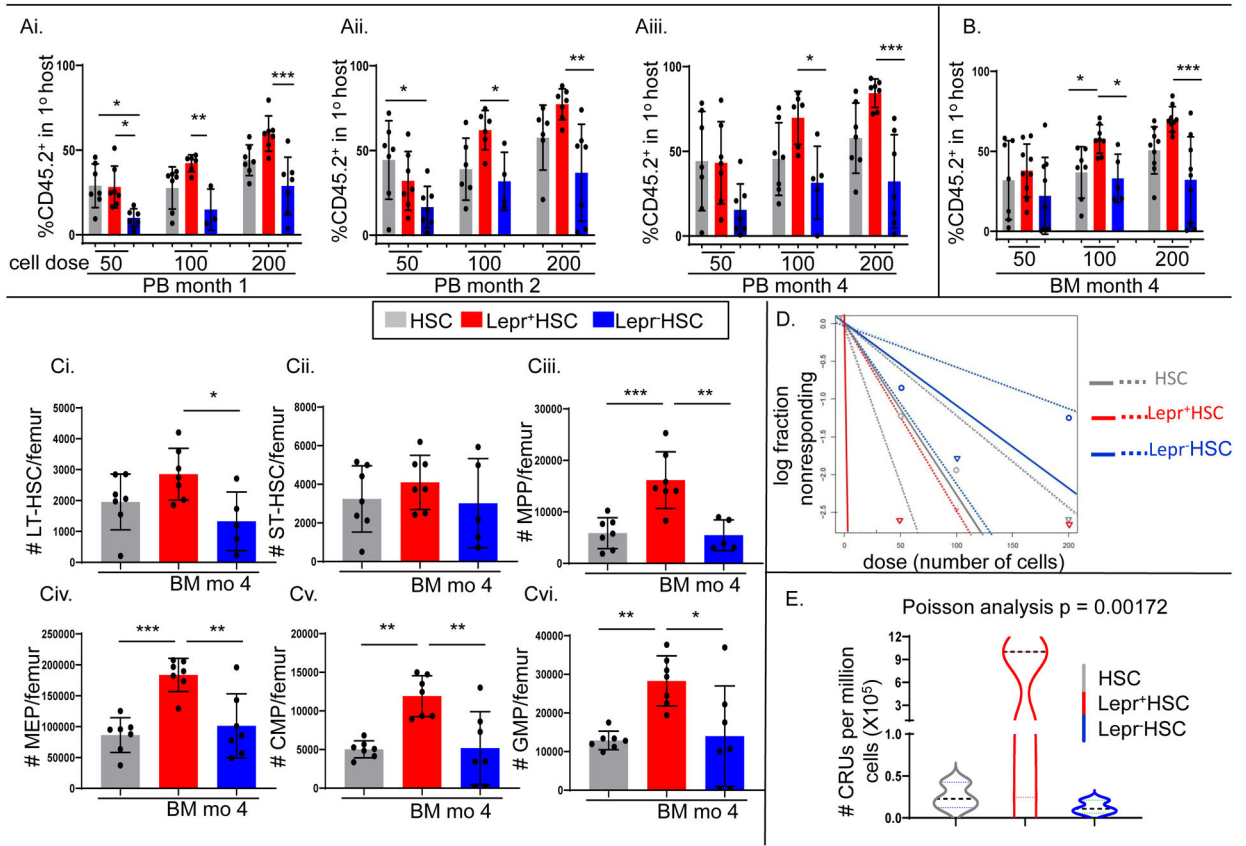 Ai.
%CD45.2⁺ in 1° host
100
50
0
* * ** ***
cell dose 50 100 200
PB month 1
Aii.
%CD45.2⁺ in 1° host
100
50
0
* * **
50 100 200
PB month 2
Aiii.
%CD45.2⁺ in 1° host
100
50
0
* ***
50 100 200
PB month 4
B.
%CD45.2⁺ in 1° host
100
50
0
* * ***
50 100 200
BM month 4
HSC Lepr⁺HSC Lepr⁻HSC
Ci.
# LT-HSC/femur
5000
4000
3000
2000
1000
0
*
BM mo 4
Cii.
# ST-HSC/femur
8000
6000
4000
2000
0
BM mo 4
Ciii.
# MPP/femur
30000
20000
10000
0
*** **
BM mo 4
Civ.
# MEP/femur
250000
200000
150000
100000
50000
0
*** **
BM mo 4
Cv.
# CMP/femur
20000
15000
10000
5000
0
** **
BM mo 4
Cvi.
# GMP/femur
40000
30000
20000
10000
0
** *
BM mo 4
D.
log fraction
nonresponding
0.0
-0.5
-1.0
-1.5
-2.0
-2.5
0 50 100 150 200
dose (number of cells)
HSC
Lepr⁺HSC
Lepr⁻HSC
E.
Poisson analysis p = 0.00172
# CRUs per million
cells (X10⁵)
12
9
6
3
1.0
0.5
0.0
HSC
Lepr⁺HSC
Lepr⁻HSC